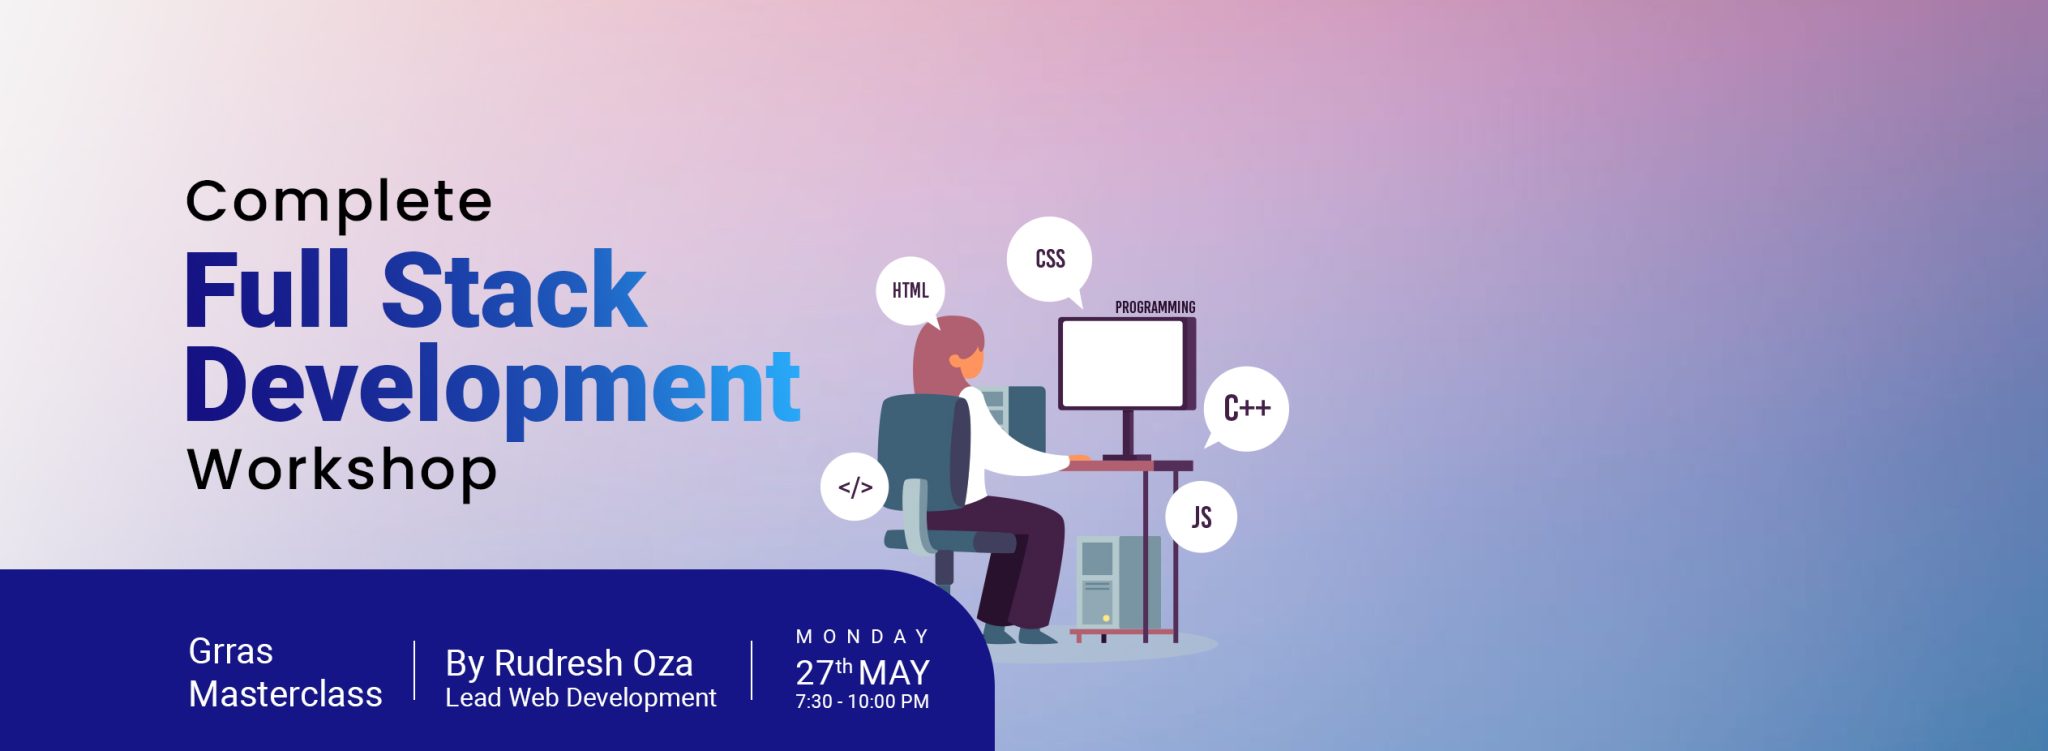 Complete
Full Stack
Development
Workshop
HTML
CSS
PROGRAMMING
C++
</>
JS
Grras
Masterclass
By Rudresh Oza
Lead Web Development
MONDAY
27th MAY
7:30 - 10:00 PM